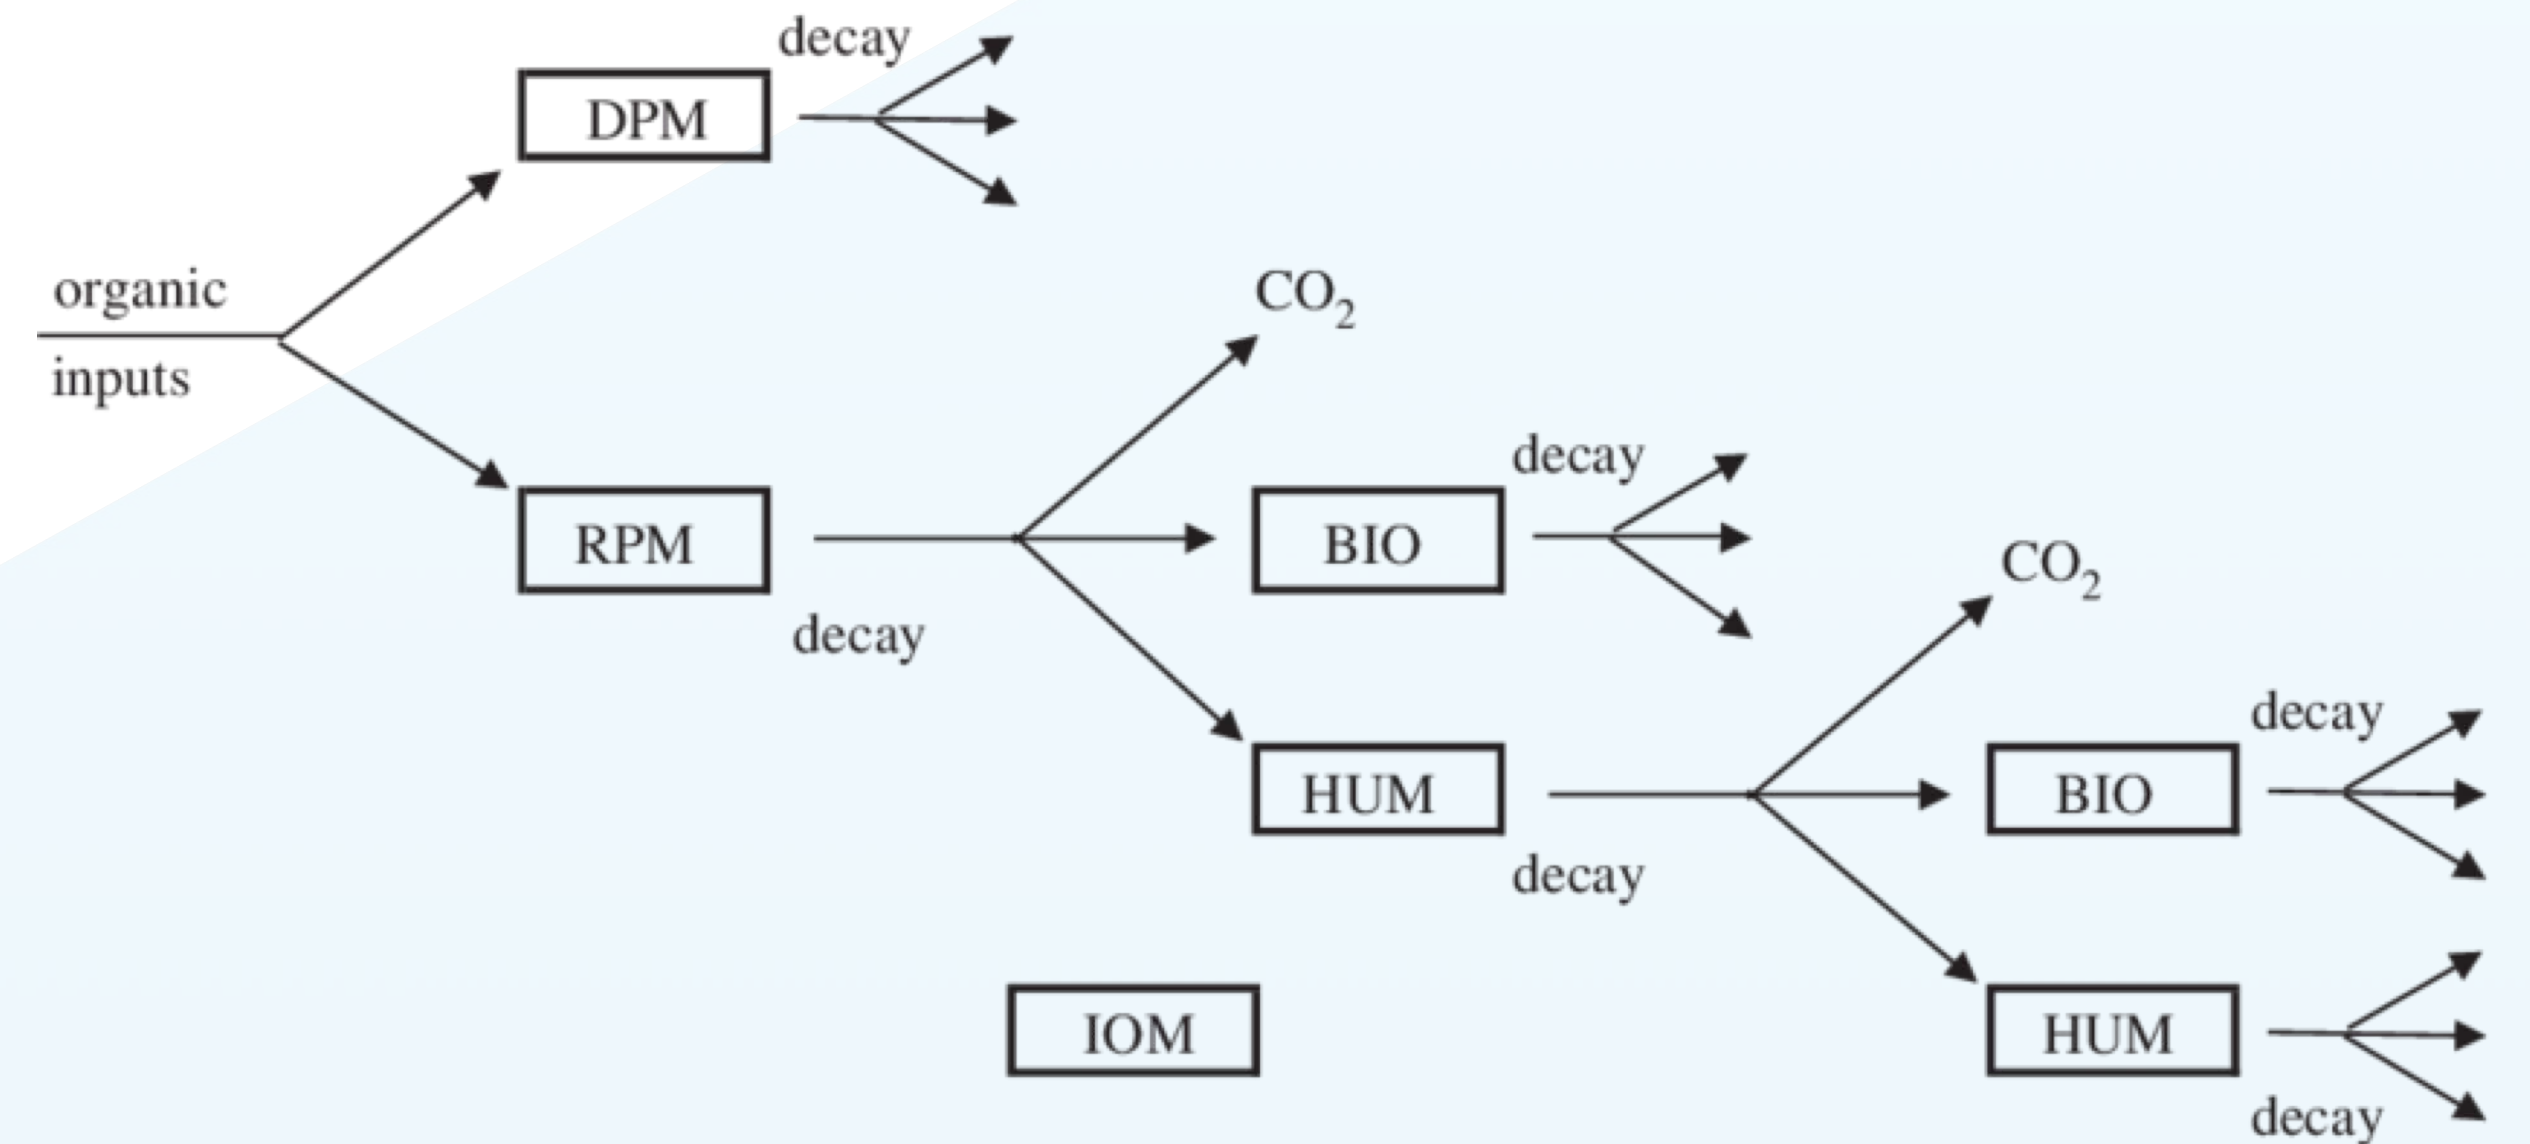 decay
DPM
organic
inputs
CO₂
decay
RPM
BIO
decay
CO₂
decay
HUM
BIO
decay
IOM
HUM
decay